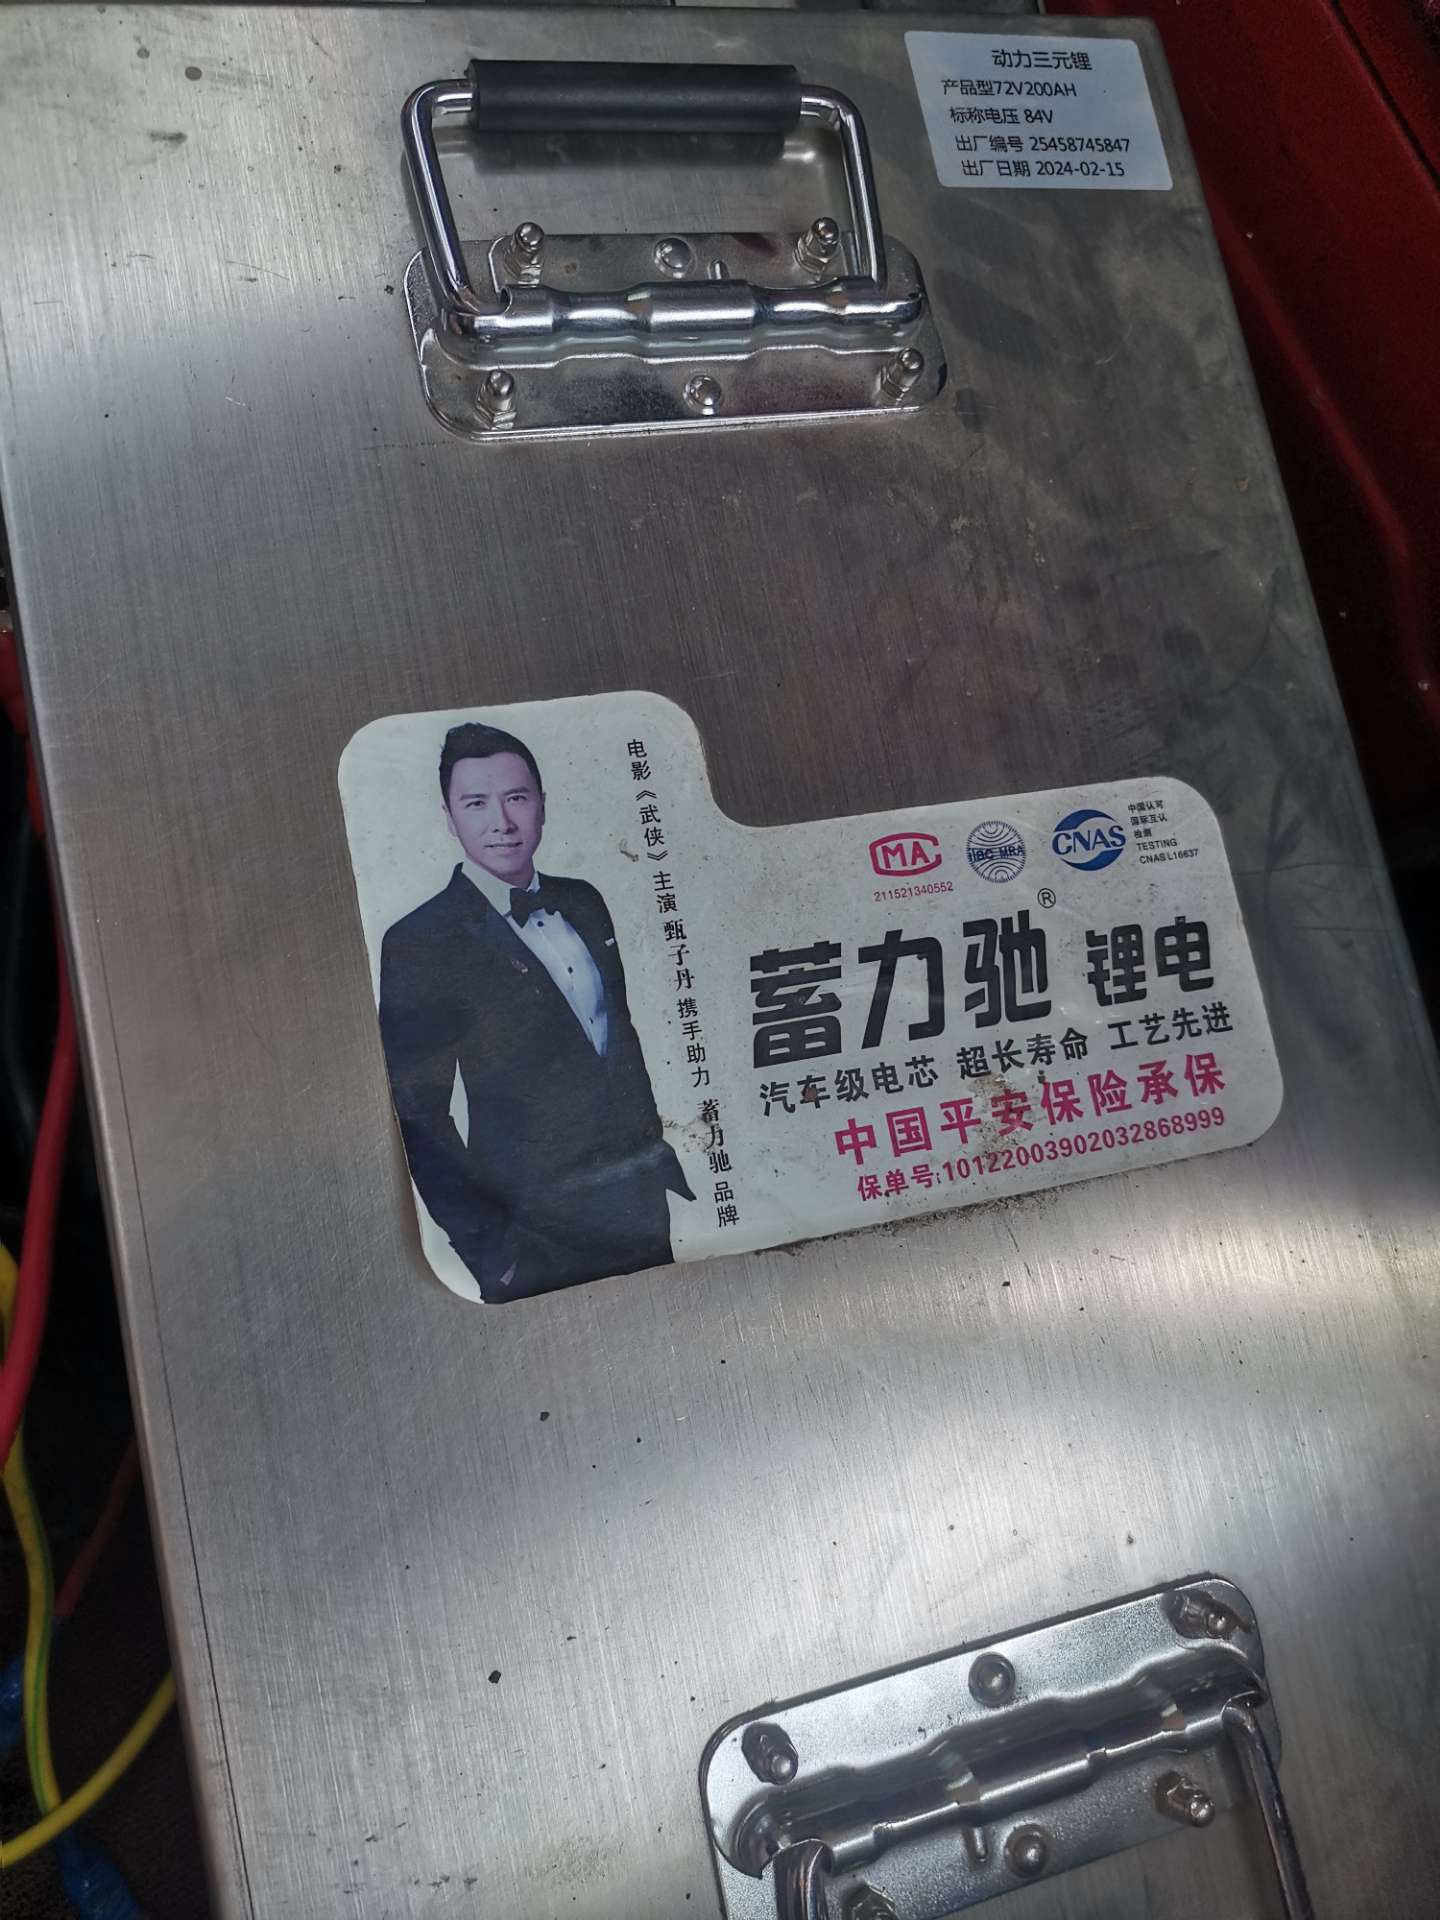 动力三元锂
产品型72V200AH
标称电压 84V
出厂编号 25458745847
出厂日期 2024-02-15
电影《武侠》主演 甄子丹 携手助力 蓄力驰 品牌
MA
211521340552
MRA
CNAS
中国认可
国际互认
检测
TESTING
CNAS L16637
蓄力驰® 锂电
汽车级电芯 超长寿命 工艺先进
中国平安保险承保
保单号:10122003902032868999